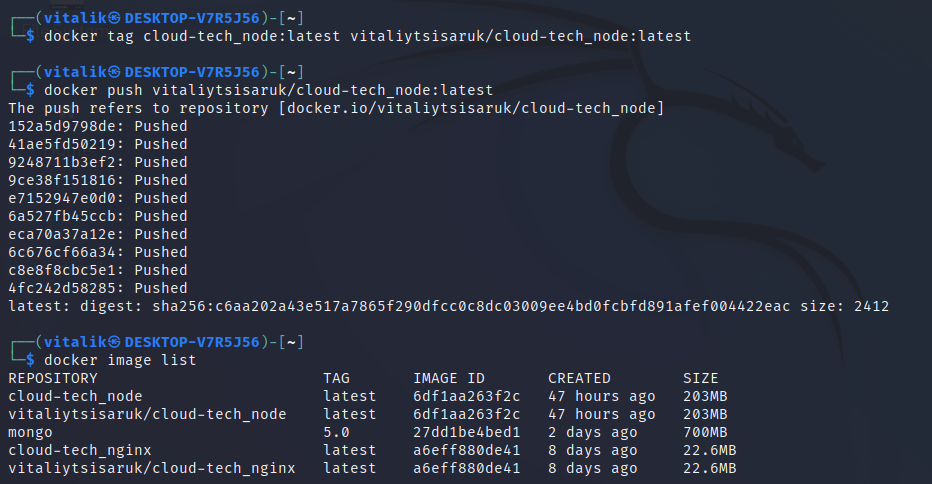 ┌──(vitalik㉿DESKTOP-V7R5J56)-[~]
└─$ docker tag cloud-tech_node:latest vitaliytsisaruk/cloud-tech_node:latest
┌──(vitalik㉿DESKTOP-V7R5J56)-[~]
└─$ docker push vitaliytsisaruk/cloud-tech_node:latest
The push refers to repository [docker.io/vitaliytsisaruk/cloud-tech_node]
152a5d9798de: Pushed
41ae5fd50219: Pushed
9248711b3ef2: Pushed
9ce38f151816: Pushed
e7152947e0d0: Pushed
6a527fb45ccb: Pushed
eca70a37a12e: Pushed
6c676cf66a34: Pushed
c8e8f8cbc5e1: Pushed
4fc242d58285: Pushed
latest: digest: sha256:c6aa202a43e517a7865f290dfcc0c8dc03009ee4bd0fcbfd891afef004422eac size: 2412
┌──(vitalik㉿DESKTOP-V7R5J56)-[~]
└─$ docker image list
REPOSITORY                         TAG       IMAGE ID       CREATED        SIZE
cloud-tech_node                    latest    6df1aa263f2c   47 hours ago   203MB
vitaliytsisaruk/cloud-tech_node    latest    6df1aa263f2c   47 hours ago   203MB
mongo                              5.0       27dd1be4bed1   2 days ago     700MB
cloud-tech_nginx                   latest    a6eff880de41   8 days ago     22.6MB
vitaliytsisaruk/cloud-tech_nginx   latest    a6eff880de41   8 days ago     22.6MB